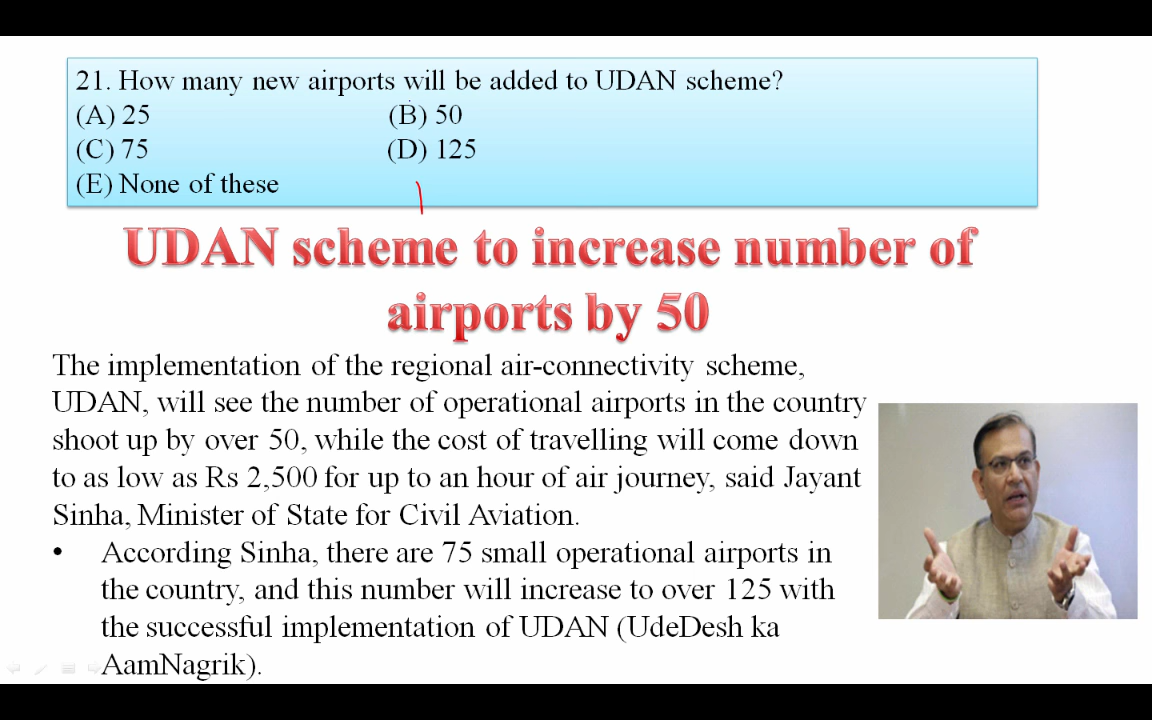 21. How many new airports will be added to UDAN scheme?
(A) 25 (B) 50
(C) 75 (D) 125
(E) None of these
UDAN scheme to increase number of
airports by 50
The implementation of the regional air-connectivity scheme,
UDAN, will see the number of operational airports in the country
shoot up by over 50, while the cost of travelling will come down
to as low as Rs 2,500 for up to an hour of air journey, said Jayant
Sinha, Minister of State for Civil Aviation.
• According Sinha, there are 75 small operational airports in
the country, and this number will increase to over 125 with
the successful implementation of UDAN (UdeDesh ka
AamNagrik).